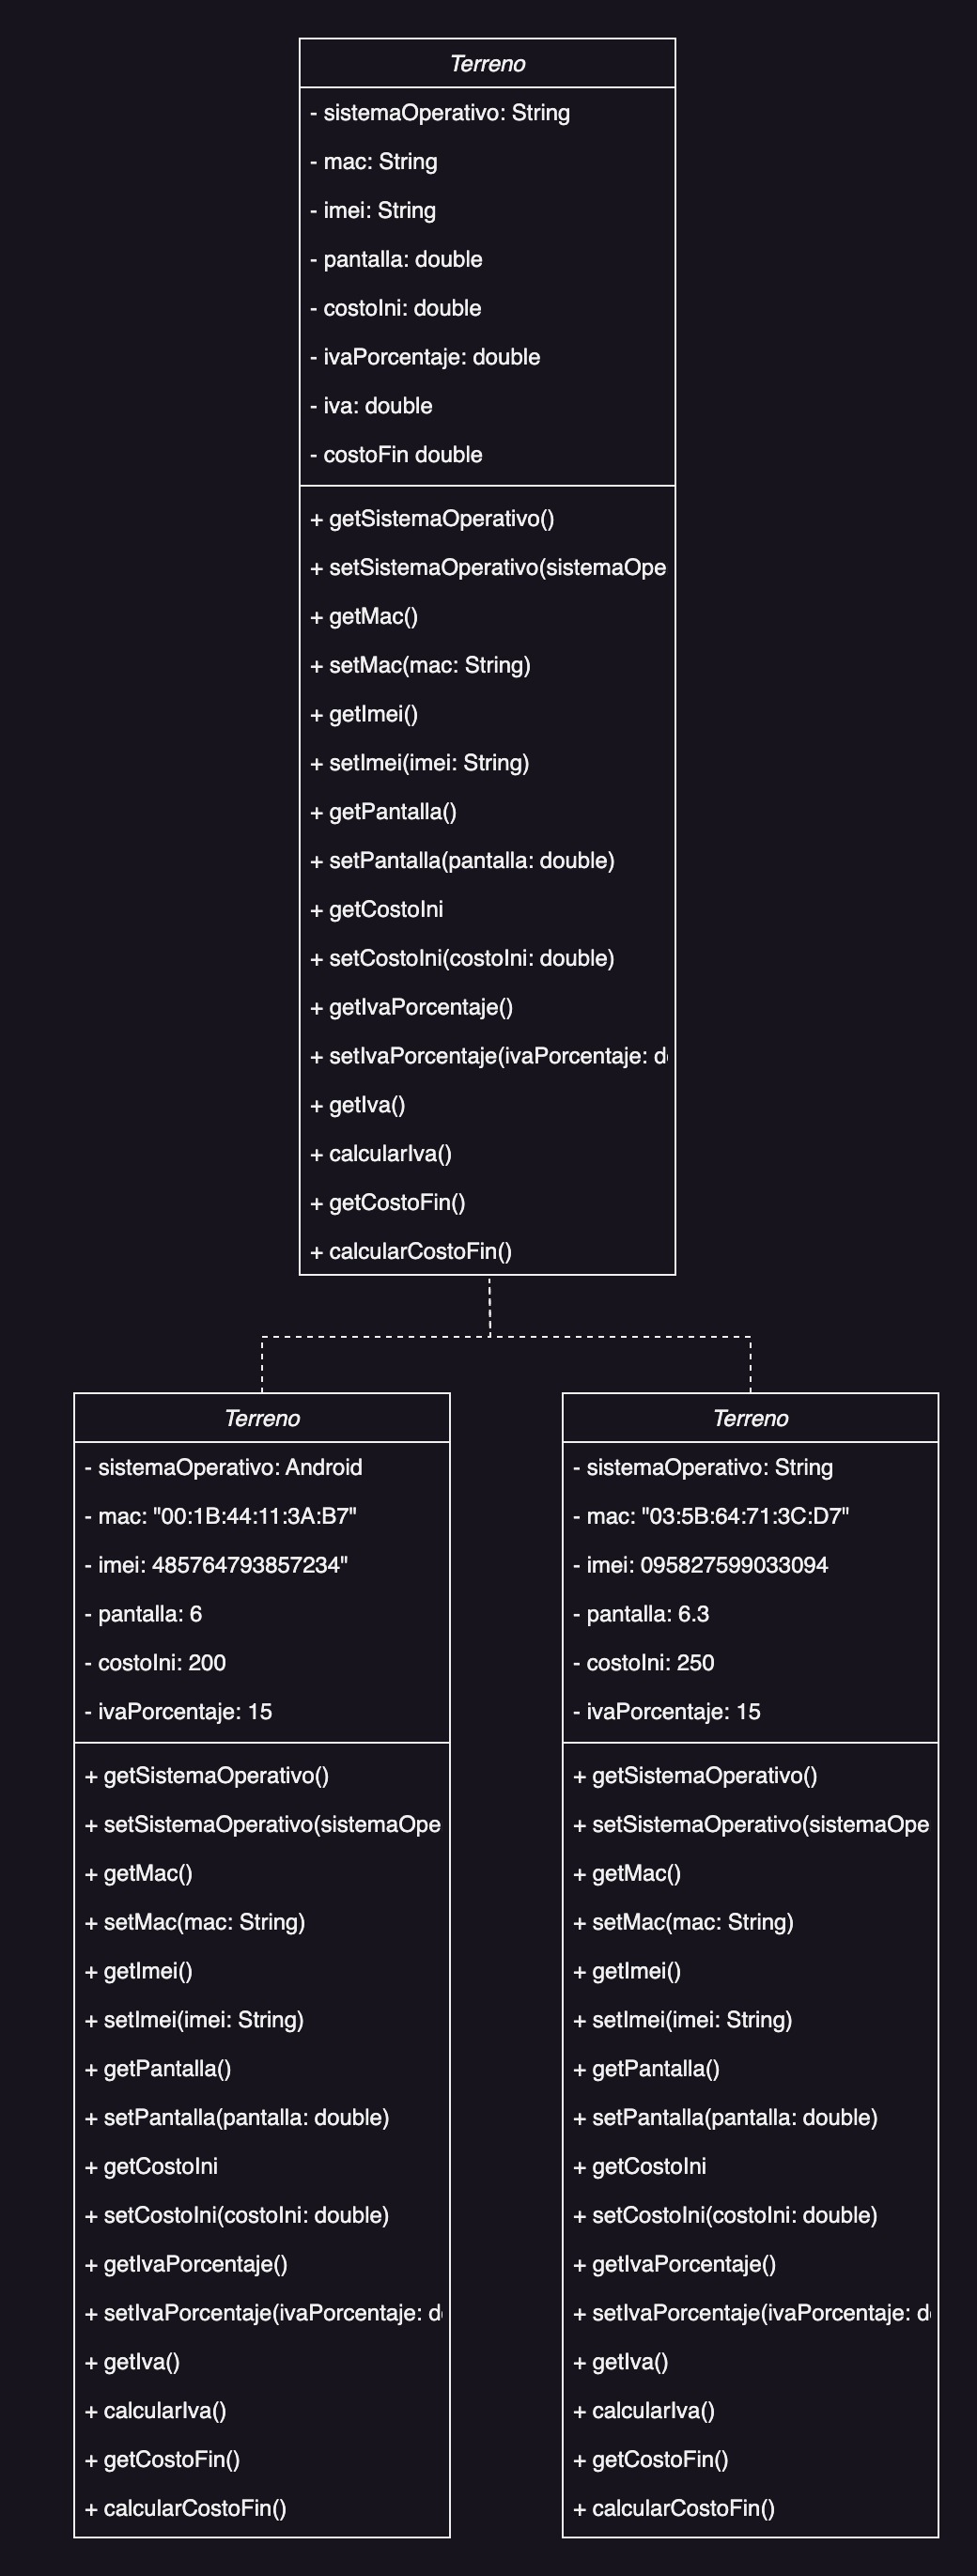 Terreno
- sistemaOperativo: String
- mac: String
- imei: String
- pantalla: double
- costoIni: double
- ivaPorcentaje: double
- iva: double
- costoFin double
+ getSistemaOperativo()
+ setSistemaOperativo(sistemaOpe
+ getMac()
+ setMac(mac: String)
+ getImei()
+ setImei(imei: String)
+ getPantalla()
+ setPantalla(pantalla: double)
+ getCostoIni
+ setCostoIni(costoIni: double)
+ getIvaPorcentaje()
+ setIvaPorcentaje(ivaPorcentaje: d
+ getIva()
+ calcularIva()
+ getCostoFin()
+ calcularCostoFin()
Terreno
- sistemaOperativo: Android
- mac: "00:1B:44:11:3A:B7"
- imei: 485764793857234"
- pantalla: 6
- costoIni: 200
- ivaPorcentaje: 15
+ getSistemaOperativo()
+ setSistemaOperativo(sistemaOpe
+ getMac()
+ setMac(mac: String)
+ getImei()
+ setImei(imei: String)
+ getPantalla()
+ setPantalla(pantalla: double)
+ getCostoIni
+ setCostoIni(costoIni: double)
+ getIvaPorcentaje()
+ setIvaPorcentaje(ivaPorcentaje: d
+ getIva()
+ calcularIva()
+ getCostoFin()
+ calcularCostoFin()
Terreno
- sistemaOperativo: String
- mac: "03:5B:64:71:3C:D7"
- imei: 095827599033094
- pantalla: 6.3
- costoIni: 250
- ivaPorcentaje: 15
+ getSistemaOperativo()
+ setSistemaOperativo(sistemaOpe
+ getMac()
+ setMac(mac: String)
+ getImei()
+ setImei(imei: String)
+ getPantalla()
+ setPantalla(pantalla: double)
+ getCostoIni
+ setCostoIni(costoIni: double)
+ getIvaPorcentaje()
+ setIvaPorcentaje(ivaPorcentaje: d
+ getIva()
+ calcularIva()
+ getCostoFin()
+ calcularCostoFin()